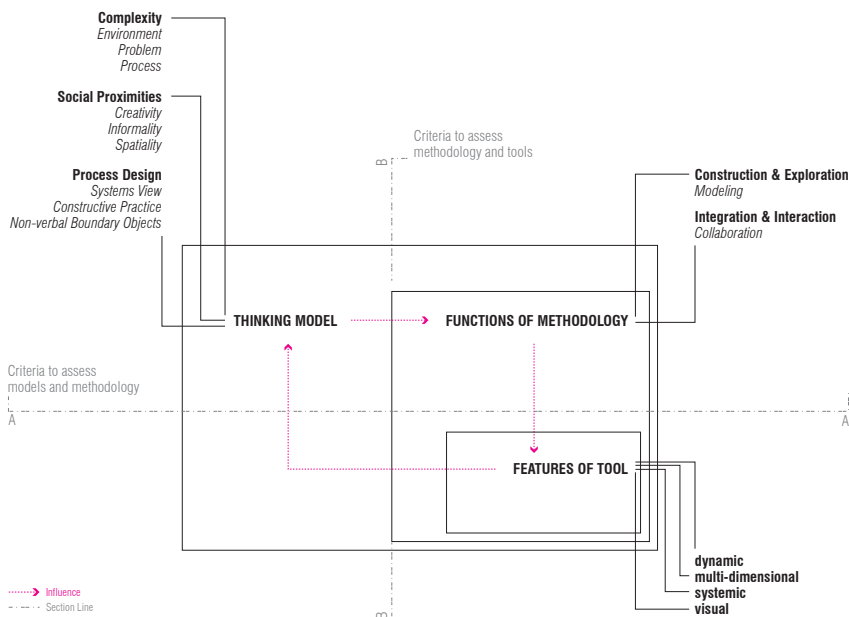 Complexity
Environment
Problem
Process
Social Proximities
Creativity
Informality
Spatiality
Process Design
Systems View
Constructive Practice
Non-verbal Boundary Objects
B
Criteria to assess
methodology and tools
Construction & Exploration
Modeling
Integration & Interaction
Collaboration
THINKING MODEL
FUNCTIONS OF METHODOLOGY
Criteria to assess
models and methodology
A
A
FEATURES OF TOOL
dynamic
multi-dimensional
systemic
visual
Influence
Section Line
B